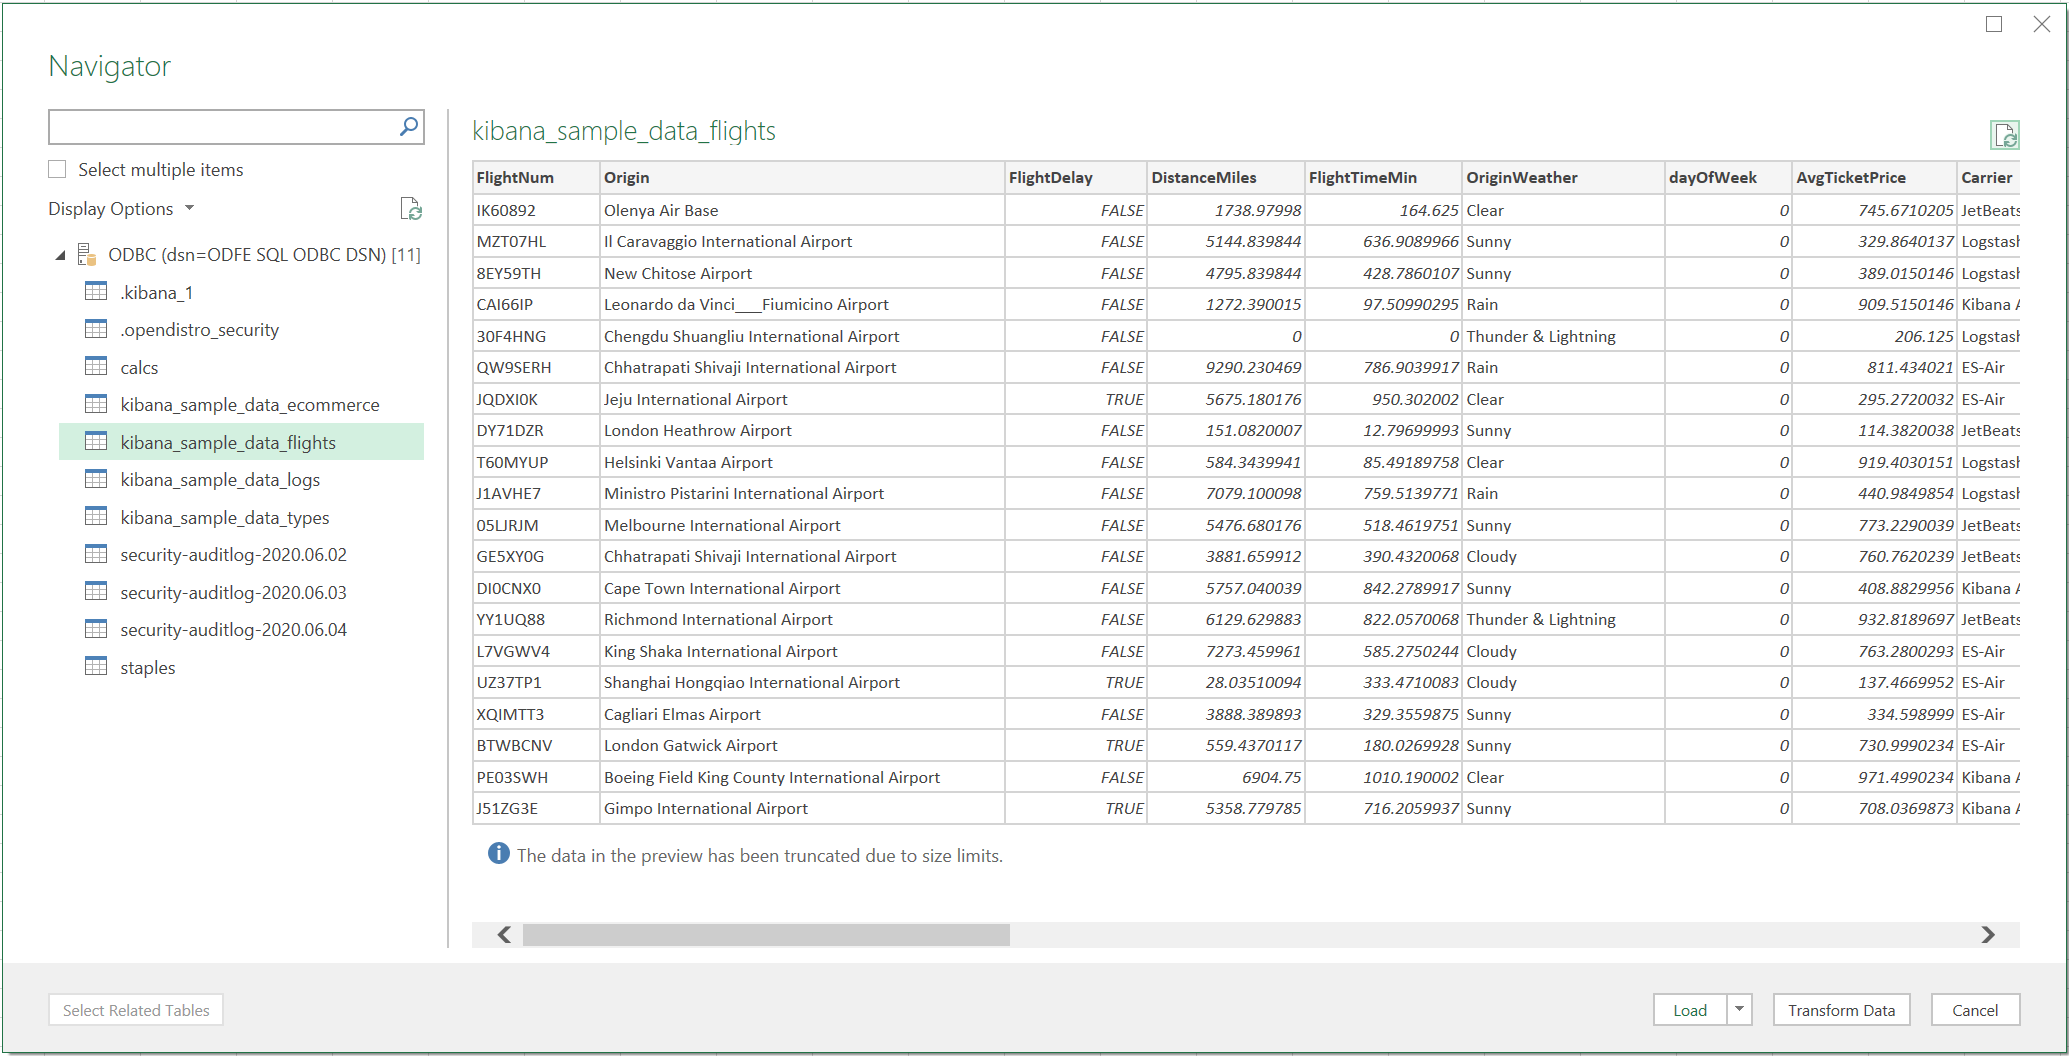 Navigator
Select multiple items
Display Options
ODBC (dsn=ODFE SQL ODBC DSN) [11]
.kibana_1
.opendistro_security
calcs
kibana_sample_data_ecommerce
kibana_sample_data_flights
kibana_sample_data_logs
kibana_sample_data_types
security-auditlog-2020.06.02
security-auditlog-2020.06.03
security-auditlog-2020.06.04
staples
kibana_sample_data_flights
FlightNum Origin FlightDelay DistanceMiles FlightTimeMin OriginWeather dayOfWeek AvgTicketPrice Carrier
IK60892 Olenya Air Base FALSE 1738.97998 164.625 Clear 0 745.6710205 JetBeats
MZT07HL Il Caravaggio International Airport FALSE 5144.839844 636.9089966 Sunny 0 329.8640137 Logstash
8EY59TH New Chitose Airport FALSE 4795.839844 428.7860107 Sunny 0 389.0150146 Logstash
CAI66IP Leonardo da Vinci___Fiumicino Airport FALSE 1272.390015 97.50990295 Rain 0 909.5150146 Kibana A
30F4HNG Chengdu Shuangliu International Airport FALSE 0 0 Thunder & Lightning 0 206.125 Logstash
QW9SERH Chhatrapati Shivaji International Airport FALSE 9290.230469 786.9039917 Rain 0 811.434021 ES-Air
JQDXI0K Jeju International Airport TRUE 5675.180176 950.302002 Clear 0 295.2720032 ES-Air
DY71DZR London Heathrow Airport FALSE 151.0820007 12.79699993 Sunny 0 114.3820038 JetBeats
T60MYUP Helsinki Vantaa Airport FALSE 584.3439941 85.49189758 Clear 0 919.4030151 Logstash
J1AVHE7 Ministro Pistarini International Airport FALSE 7079.100098 759.5139771 Rain 0 440.9849854 Logstash
05LJRJM Melbourne International Airport FALSE 5476.680176 518.4619751 Sunny 0 773.2290039 JetBeats
GE5XY0G Chhatrapati Shivaji International Airport FALSE 3881.659912 390.4320068 Cloudy 0 760.7620239 JetBeats
DI0CNX0 Cape Town International Airport FALSE 5757.040039 842.2789917 Sunny 0 408.8829956 Kibana A
YY1UQ88 Richmond International Airport FALSE 6129.629883 822.0570068 Thunder & Lightning 0 932.8189697 JetBeats
L7VGWV4 King Shaka International Airport FALSE 7273.459961 585.2750244 Cloudy 0 763.2800293 ES-Air
UZ37TP1 Shanghai Hongqiao International Airport TRUE 28.03510094 333.4710083 Cloudy 0 137.4669952 ES-Air
XQIMTT3 Cagliari Elmas Airport FALSE 3888.389893 329.3559875 Sunny 0 334.598999 ES-Air
BTWBCNV London Gatwick Airport TRUE 559.4370117 180.0269928 Sunny 0 730.9990234 ES-Air
PE03SWH Boeing Field King County International Airport FALSE 6904.75 1010.190002 Clear 0 971.4990234 Kibana A
J51ZG3E Gimpo International Airport TRUE 5358.779785 716.2059937 Sunny 0 708.0369873 Kibana A
The data in the preview has been truncated due to size limits.
Select Related Tables
Load
Transform Data
Cancel